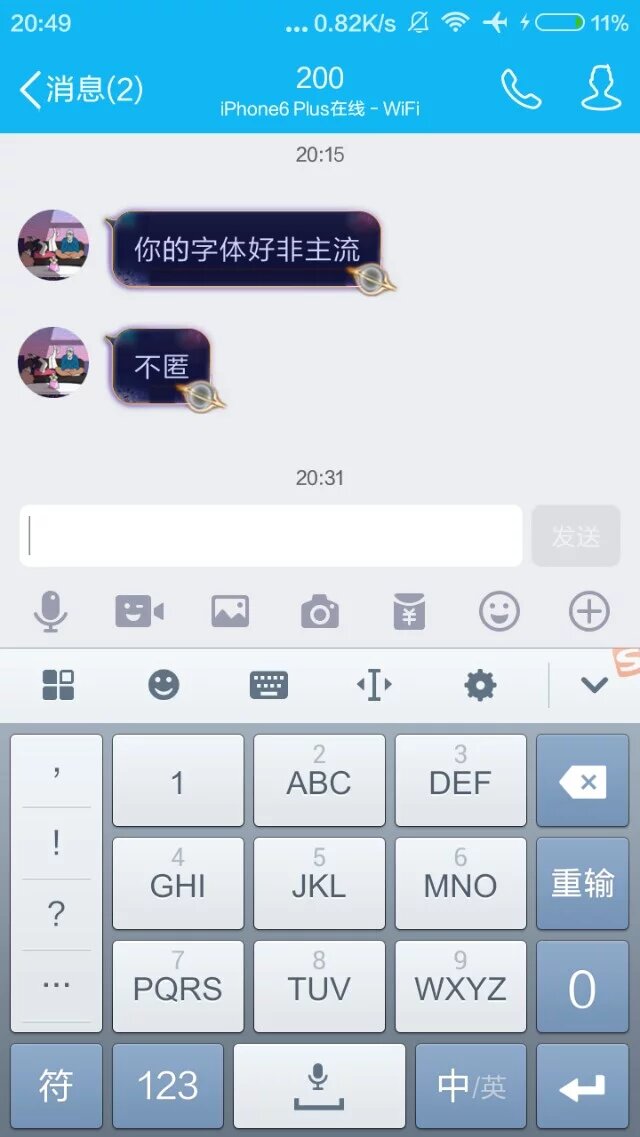 20:49 ... 0.82K/s 11%
消息(2) 200
iPhone6 Plus在线 - WiFi
20:15
你的字体好非主流
不匿
20:31
发送
¥
S
, 1 2 ABC 3 DEF
! 4 GHI 5 JKL 6 MNO 重输
? 7 PQRS 8 TUV 9 WXYZ 0
...
符 123 中/英